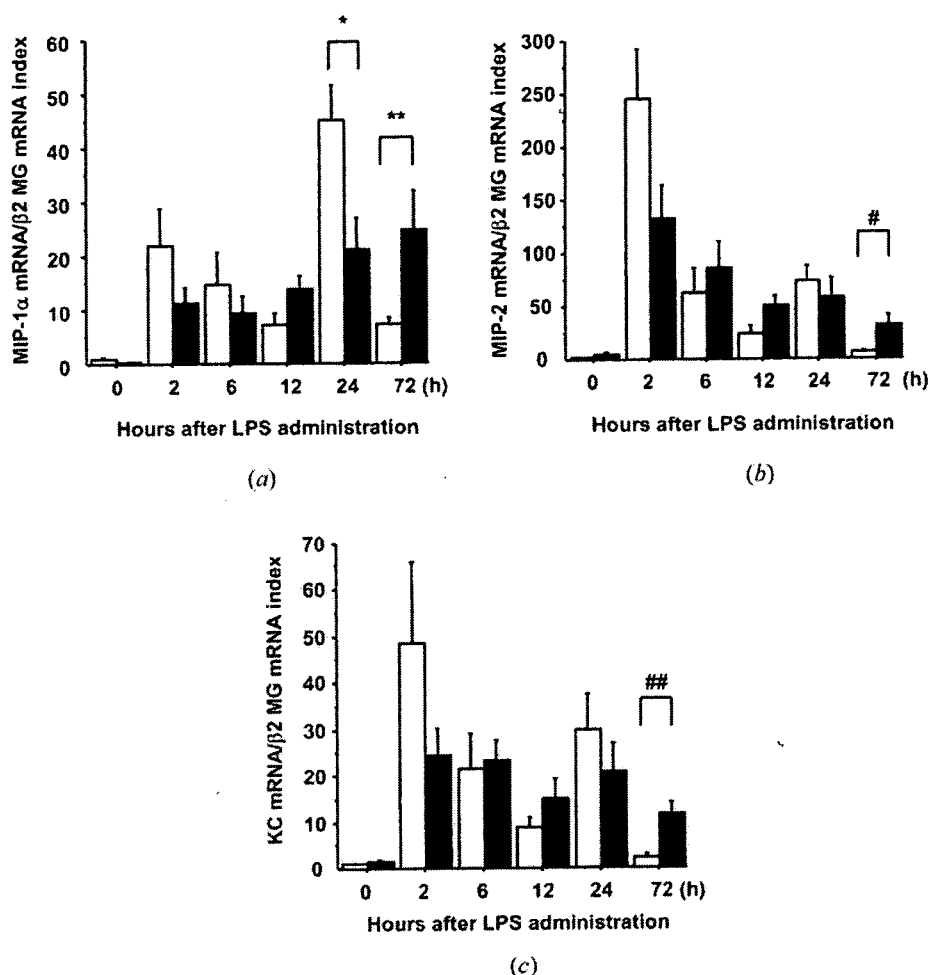 MIP-1α mRNA/β2 MG mRNA index
60
50
40
30
20
10
0
*
**
0 2 6 12 24 72 (h)
Hours after LPS administration
(a)
MIP-2 mRNA/β2 MG mRNA index
300
250
200
150
100
50
0
#
0 2 6 12 24 72 (h)
Hours after LPS administration
(b)
KC mRNA/β2 MG mRNA index
70
60
50
40
30
20
10
0
##
0 2 6 12 24 72 (h)
Hours after LPS administration
(c)